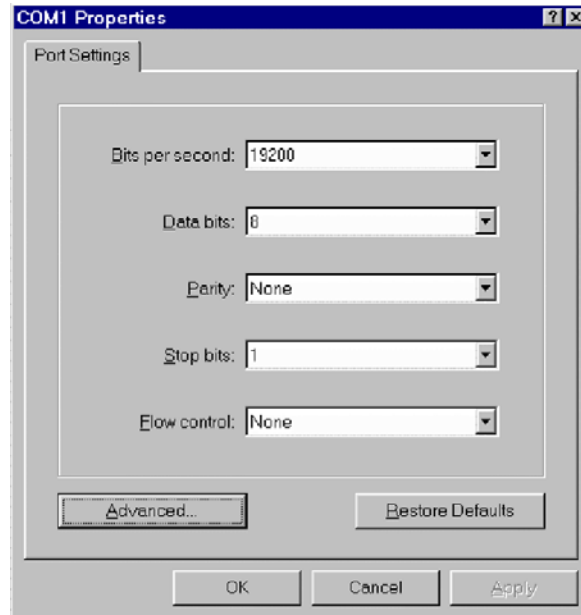 COM1 Properties
Port Settings
Bits per second: 19200
Data bits: 8
Parity: None
Stop bits: 1
Flow control: None
Advanced... Restore Defaults
OK Cancel Apply